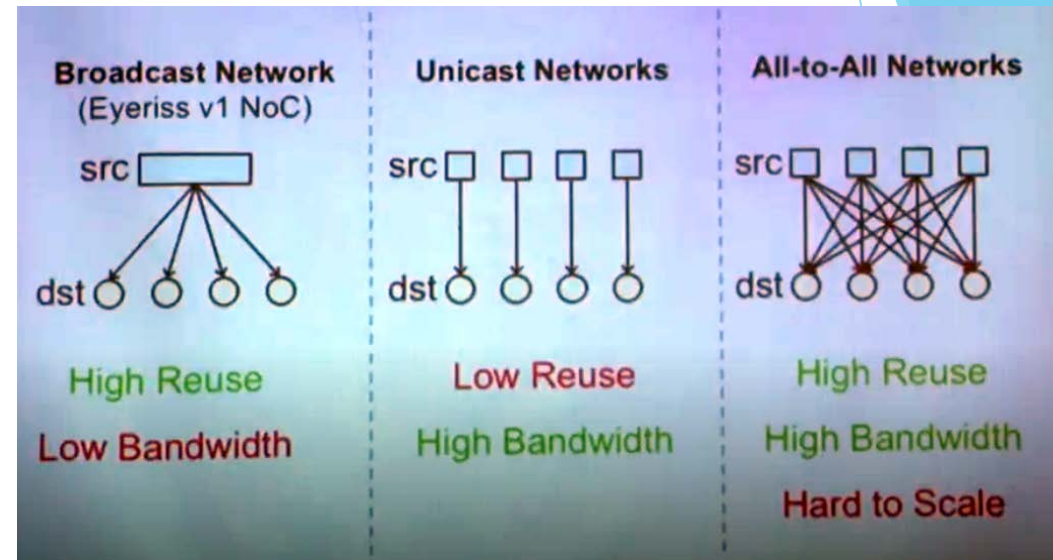 Broadcast Network
(Eyeriss v1 NoC)
src
dst
High Reuse
Low Bandwidth
Unicast Networks
src
dst
Low Reuse
High Bandwidth
All-to-All Networks
src
dst
High Reuse
High Bandwidth
Hard to Scale